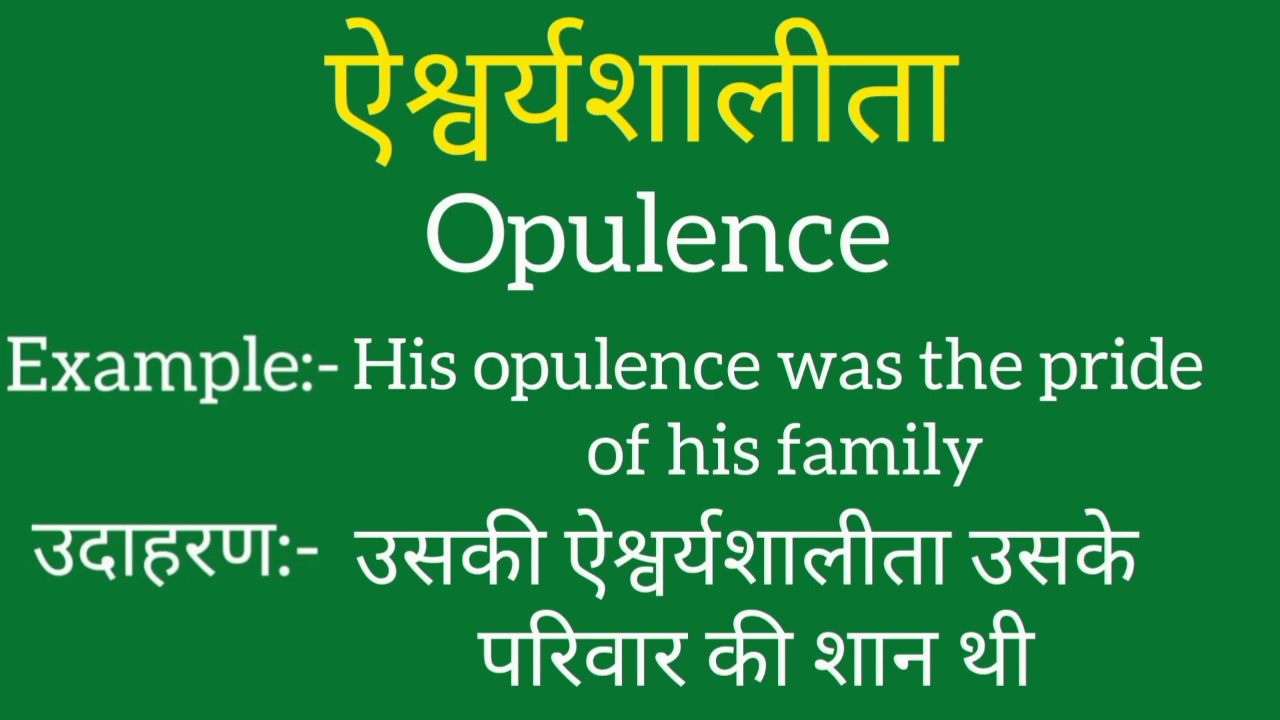 ऐश्वर्यशालीता
Opulence
Example:- His opulence was the pride
of his family
उदाहरण:- उसकी ऐश्वर्यशालीता उसके
परिवार की शान थी